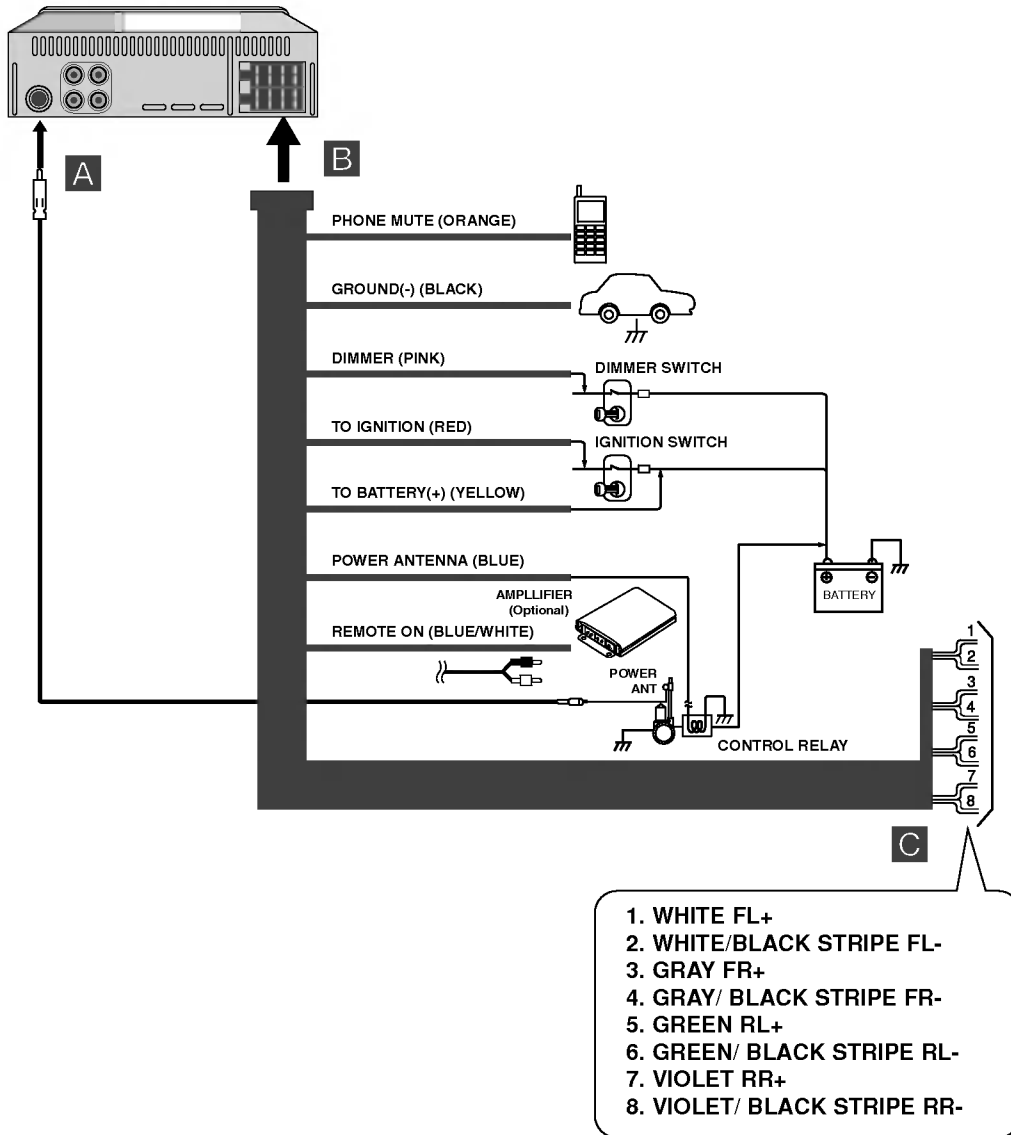 A
B
PHONE MUTE (ORANGE)
GROUND(-) (BLACK)
DIMMER (PINK)
DIMMER SWITCH
TO IGNITION (RED)
IGNITION SWITCH
TO BATTERY(+) (YELLOW)
POWER ANTENNA (BLUE)
BATTERY
AMPLLIFIER
(Optional)
REMOTE ON (BLUE/WHITE)
POWER
ANT
CONTROL RELAY
1
2
3
4
5
6
7
8
C
1. WHITE FL+
2. WHITE/BLACK STRIPE FL-
3. GRAY FR+
4. GRAY/ BLACK STRIPE FR-
5. GREEN RL+
6. GREEN/ BLACK STRIPE RL-
7. VIOLET RR+
8. VIOLET/ BLACK STRIPE RR-